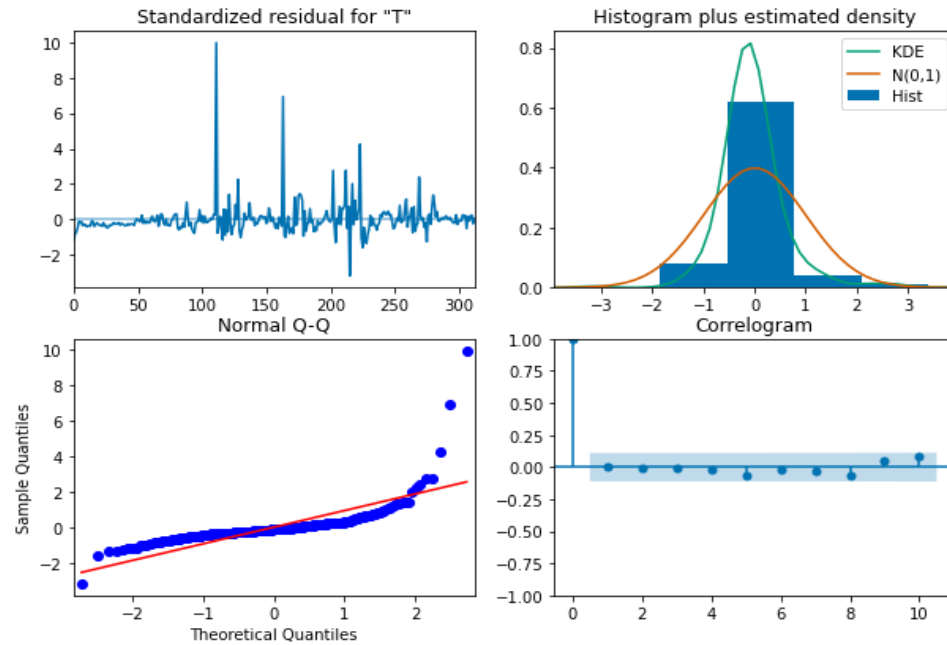 Standardized residual for "T"
10
8
6
4
2
0
−2
0 50 100 150 200 250 300
Histogram plus estimated density
KDE
N(0,1)
Hist
0.8
0.6
0.4
0.2
0.0
−3 −2 −1 0 1 2 3
Normal Q-Q
Sample Quantiles
10
8
6
4
2
0
−2
−2 −1 0 1 2
Theoretical Quantiles
Correlogram
1.00
0.75
0.50
0.25
0.00
−0.25
−0.50
−0.75
−1.00
0 2 4 6 8 10